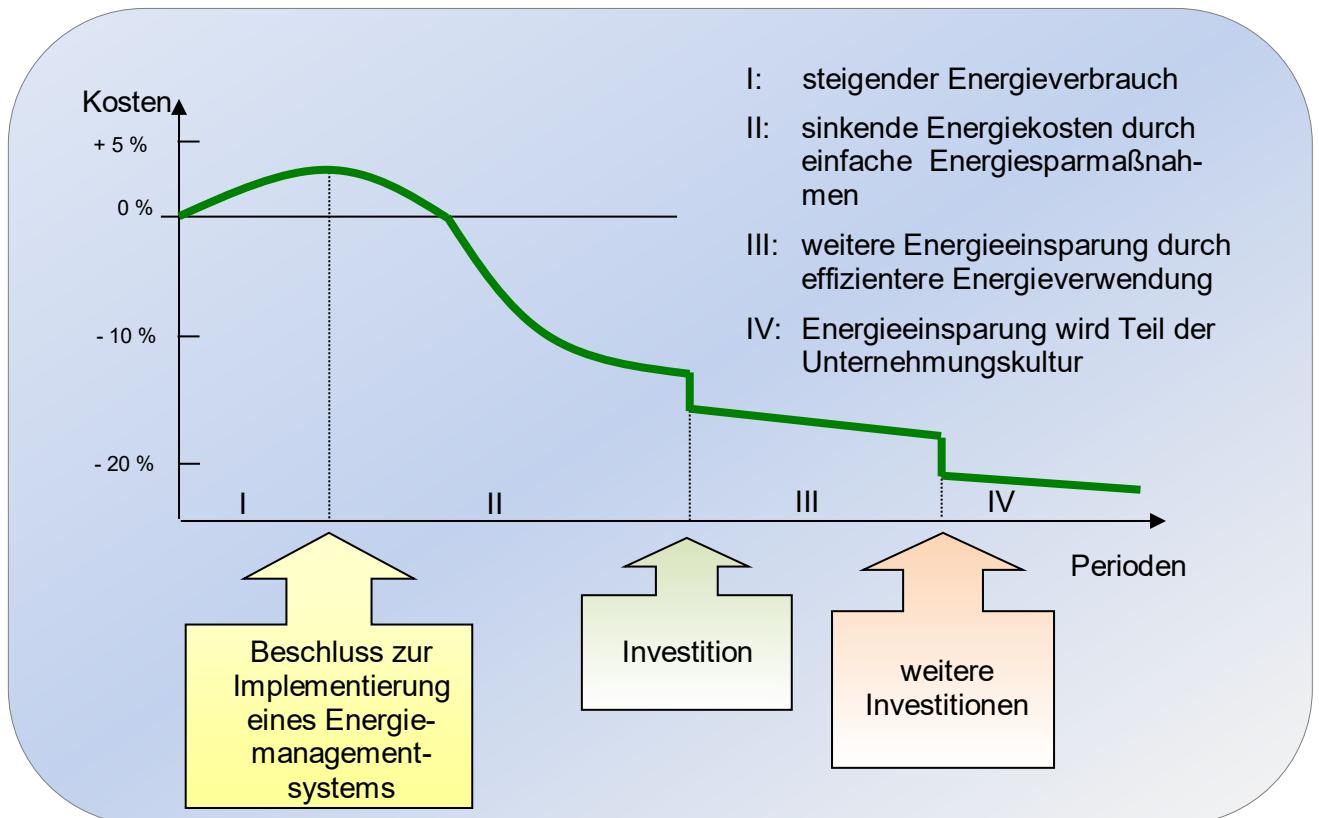 Kosten
+ 5 %
0 %
- 10 %
- 20 %
I: steigender Energieverbrauch
II: sinkende Energiekosten durch
einfache Energiesparmaßnah-
men
III: weitere Energieeinsparung durch
effizientere Energieverwendung
IV: Energieeinsparung wird Teil der
Unternehmungskultur
I
II
III
IV
Perioden
Beschluss zur
Implementierung
eines Energie-
management-
systems
Investition
weitere
Investitionen